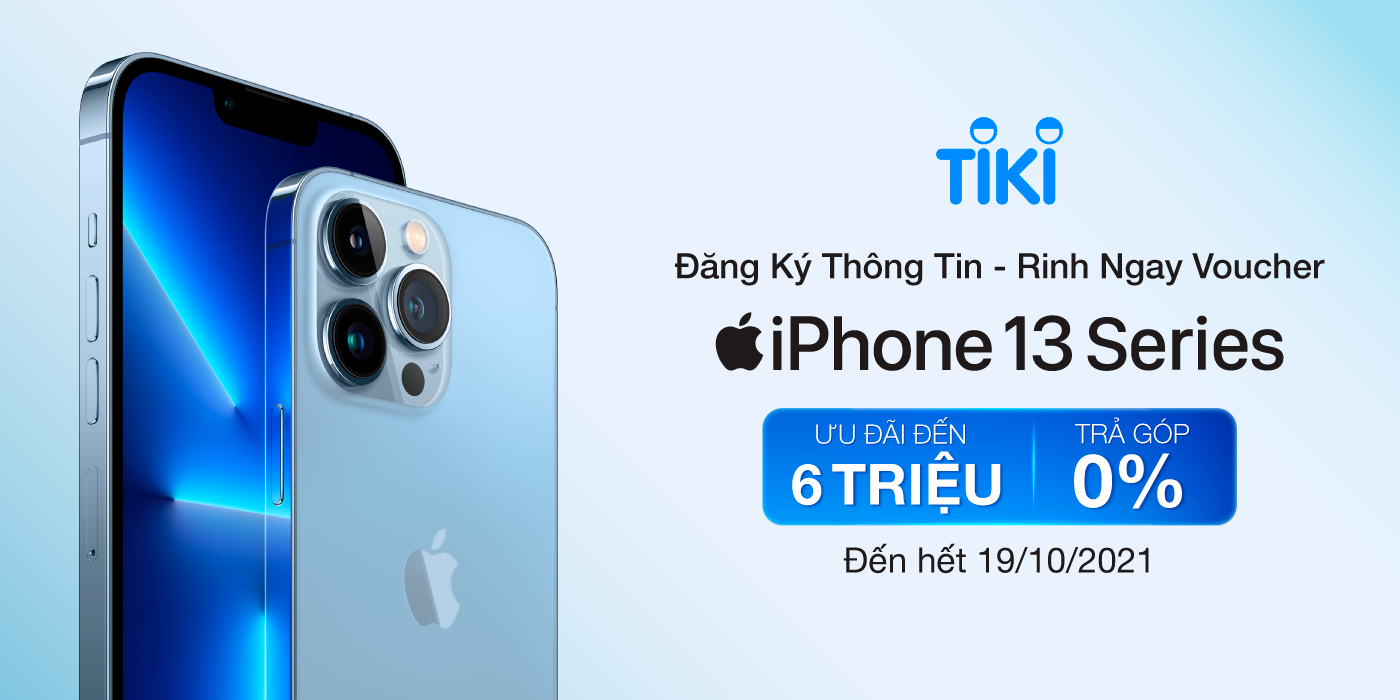 TiKi
Đăng Ký Thông Tin - Rinh Ngay Voucher
iPhone 13 Series
ƯU ĐÃI ĐẾN
6 TRIỆU
TRẢ GÓP
0%
Đến hết 19/10/2021